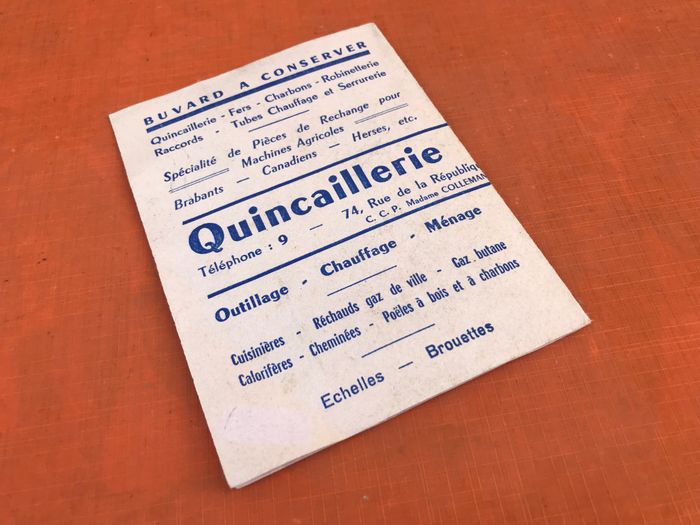 BUVARD A CONSERVER
Quincaillerie - Fers - Charbons - Robinetterie
Raccords - Tubes Chauffage et Serrurerie
Spécialité de Pièces de Rechange pour
Machines Agricoles
Brabants — Canadiens — Herses, etc.
Quincaillerie
Téléphone : 9 — 74, Rue de la Républiq
C. C. P. Madame COLLEMAN
Outillage - Chauffage - Ménage
Cuisinières - Réchauds gaz de ville - Gaz butane
Calorifères - Cheminées - Poëles à bois et à charbons
Echelles — Brouettes